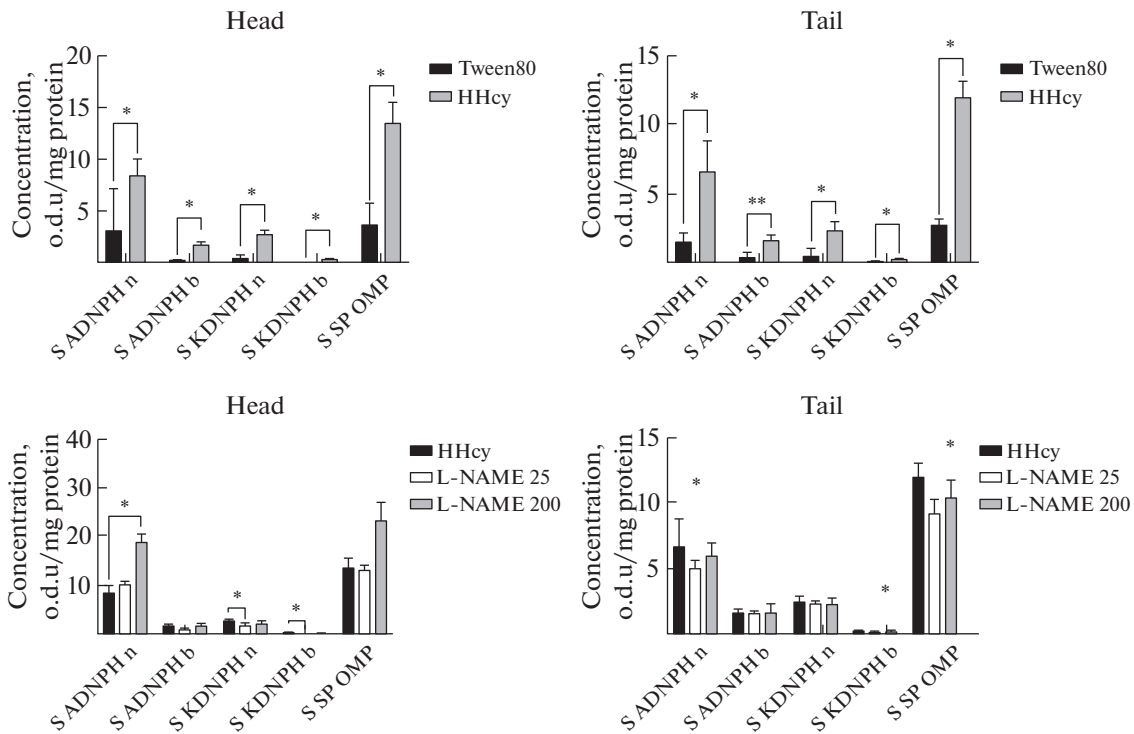 Head
Concentration,
o.d.u/mg protein
20
15
10
5
Tween80
HHcy
*
*
*
*
*
S ADNPH n
S ADNPH b
S KDNPH n
S KDNPH b
S SP OMP
Tail
Concentration,
o.d.u/mg protein
15
10
5
Tween80
HHcy
*
**
*
*
*
S ADNPH n
S ADNPH b
S KDNPH n
S KDNPH b
S SP OMP
Head
Concentration,
o.d.u/mg protein
40
30
20
10
HHcy
L-NAME 25
L-NAME 200
*
*
*
S ADNPH n
S ADNPH b
S KDNPH n
S KDNPH b
S SP OMP
Tail
Concentration,
o.d.u/mg protein
15
10
5
HHcy
L-NAME 25
L-NAME 200
*
*
*
S ADNPH n
S ADNPH b
S KDNPH n
S KDNPH b
S SP OMP